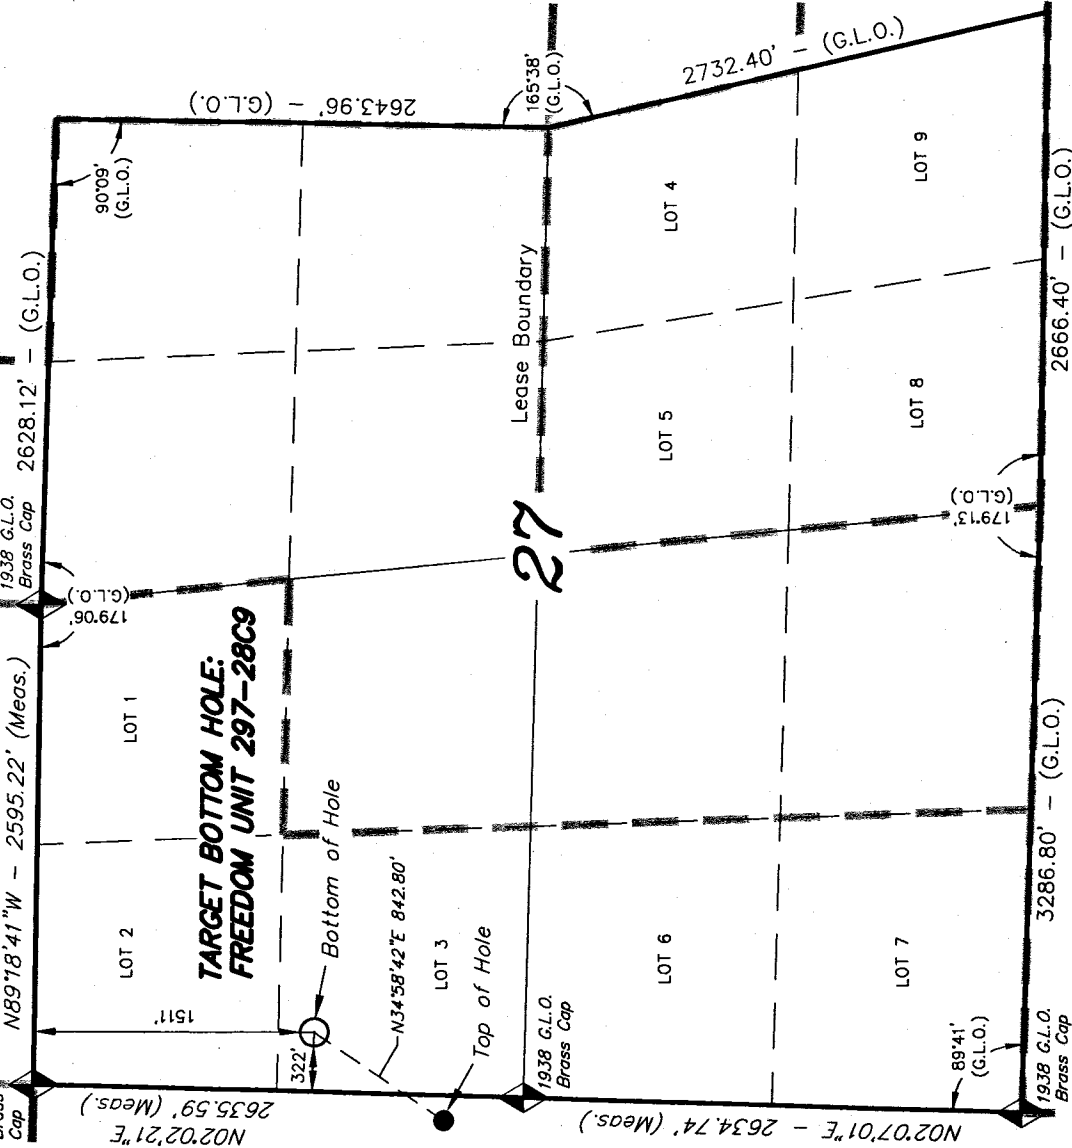 Brass
Cap
N89°18'41"W - 2595.22' (Meas.)
1938 G.L.O.
Brass Cap
2628.12' - (G.L.O.)
179°06'
(G.L.O.)
90°09'
(G.L.O.)
2643.96' - (G.L.O.)
165°38'
(G.L.O.)
2732.40' - (G.L.O.)
LOT 2
LOT 1
TARGET BOTTOM HOLE:
FREEDOM UNIT 297-28C9
1511'
322'
Bottom of Hole
N34°58'42"E 842.80'
LOT 3
Top of Hole
N02°02'21"E
2635.59' (Meas.)
1938 G.L.O.
Brass Cap
27
Lease Boundary
LOT 6
LOT 5
LOT 4
LOT 7
LOT 8
LOT 9
N02°07'01"E - 2634.74' (Meas.)
89°41'
(G.L.O.)
179°13'
(G.L.O.)
1938 G.L.O.
Brass Cap
3286.80' - (G.L.O.)
2666.40' - (G.L.O.)